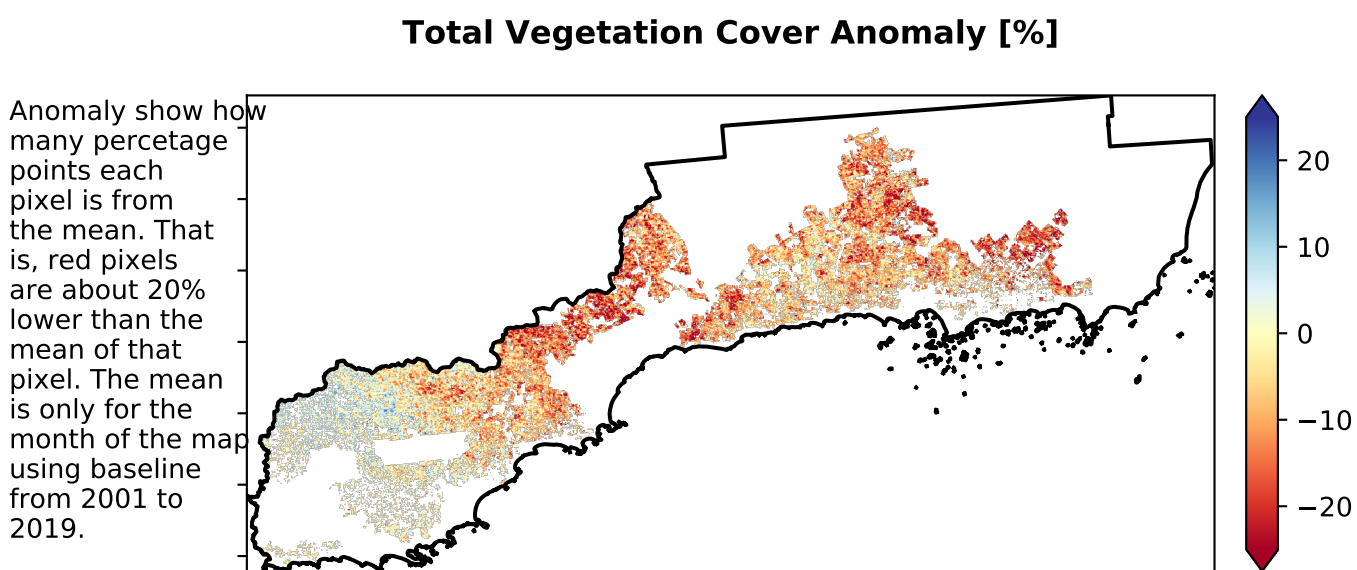 Total Vegetation Cover Anomaly [%]
Anomaly show how
many percetage
points each
pixel is from
the mean. That
is, red pixels
are about 20%
lower than the
mean of that
pixel. The mean
is only for the
month of the map
using baseline
from 2001 to
2019.
20
10
0
−10
−20